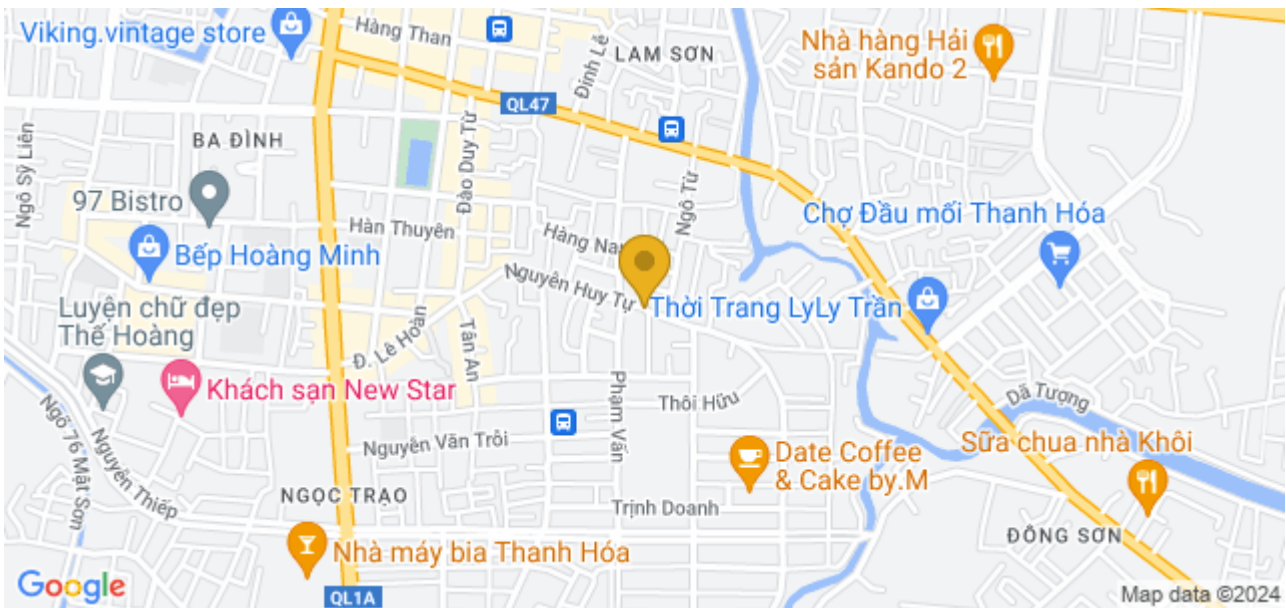 Viking.vintage store
Hàng Than
Đinh Lễ
LAM SƠN
Nhà hàng Hải
sản Kando 2
QL47
BA ĐÌNH
Ngô Sỹ Liên
Đào Duy Từ
97 Bistro
Hàn Thuyên
Ngô Từ
Chợ Đầu mối Thanh Hóa
Bếp Hoàng Minh
Hàng Nan
Nguyễn Huy Tự
Thời Trang LyLy Trần
Luyện chữ đẹp
Thế Hoàng
Đ. Lê Hoàn
Tân An
Khách sạn New Star
Phạm Vấn
Thôi Hữu
Dã Tượng
Ngõ 76 Mật Sơn
Nguyễn Thiếp
Nguyễn Văn Trỗi
Date Coffee
& Cake by.M
Sữa chua nhà Khôi
NGỌC TRẠO
Trịnh Doanh
ĐÔNG SƠN
Nhà máy bia Thanh Hóa
Google
QL1A
Map data ©2024